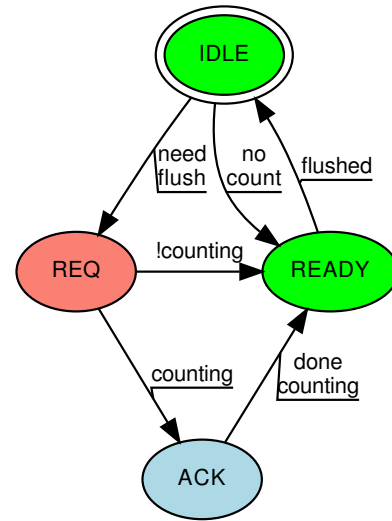 IDLE
need
flush
no
count
flushed
REQ
!counting
READY
counting
done
counting
ACK